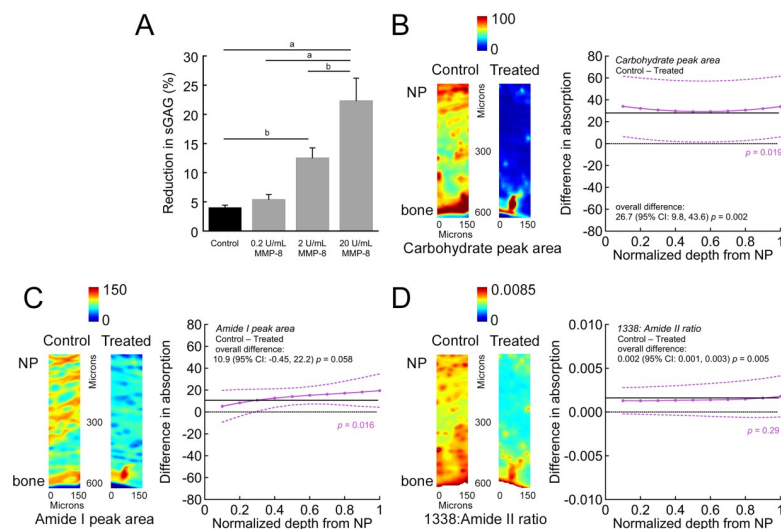 A
Reduction in sGAG (%)
35
30
25
20
15
10
5
0
a
a
b
b
Control
0.2 U/mL
MMP-8
2 U/mL
MMP-8
20 U/mL
MMP-8
B
100
0
Control
Treated
NP
bone
Microns
300
600
0 150
Microns
0 150
Carbohydrate peak area
Difference in absorption
80
60
40
20
0
-20
-40
-60
-80
Carbohydrate peak area
Control – Treated
p = 0.019
overall difference:
26.7 (95% CI: 9.8, 43.6) p = 0.002
0 0.2 0.4 0.6 0.8 1
Normalized depth from NP
C
150
0
Control
Treated
NP
bone
Microns
300
600
0 150
Microns
0 150
Amide I peak area
Difference in absorption
80
60
40
20
0
-20
-40
-60
-80
Amide I peak area
Control – Treated
overall difference:
10.9 (95% CI: -0.45, 22.2) p = 0.058
p = 0.016
0 0.2 0.4 0.6 0.8 1
Normalized depth from NP
D
0.0085
0
Control
Treated
NP
bone
Microns
300
600
0 150
Microns
0 150
1338:Amide II ratio
Difference in absorption
0.010
0.005
0.000
-0.005
-0.010
1338: Amide II ratio
Control – Treated
overall difference:
0.002 (95% CI: 0.001, 0.003) p = 0.005
p = 0.29
0 0.2 0.4 0.6 0.8 1
Normalized depth from NP